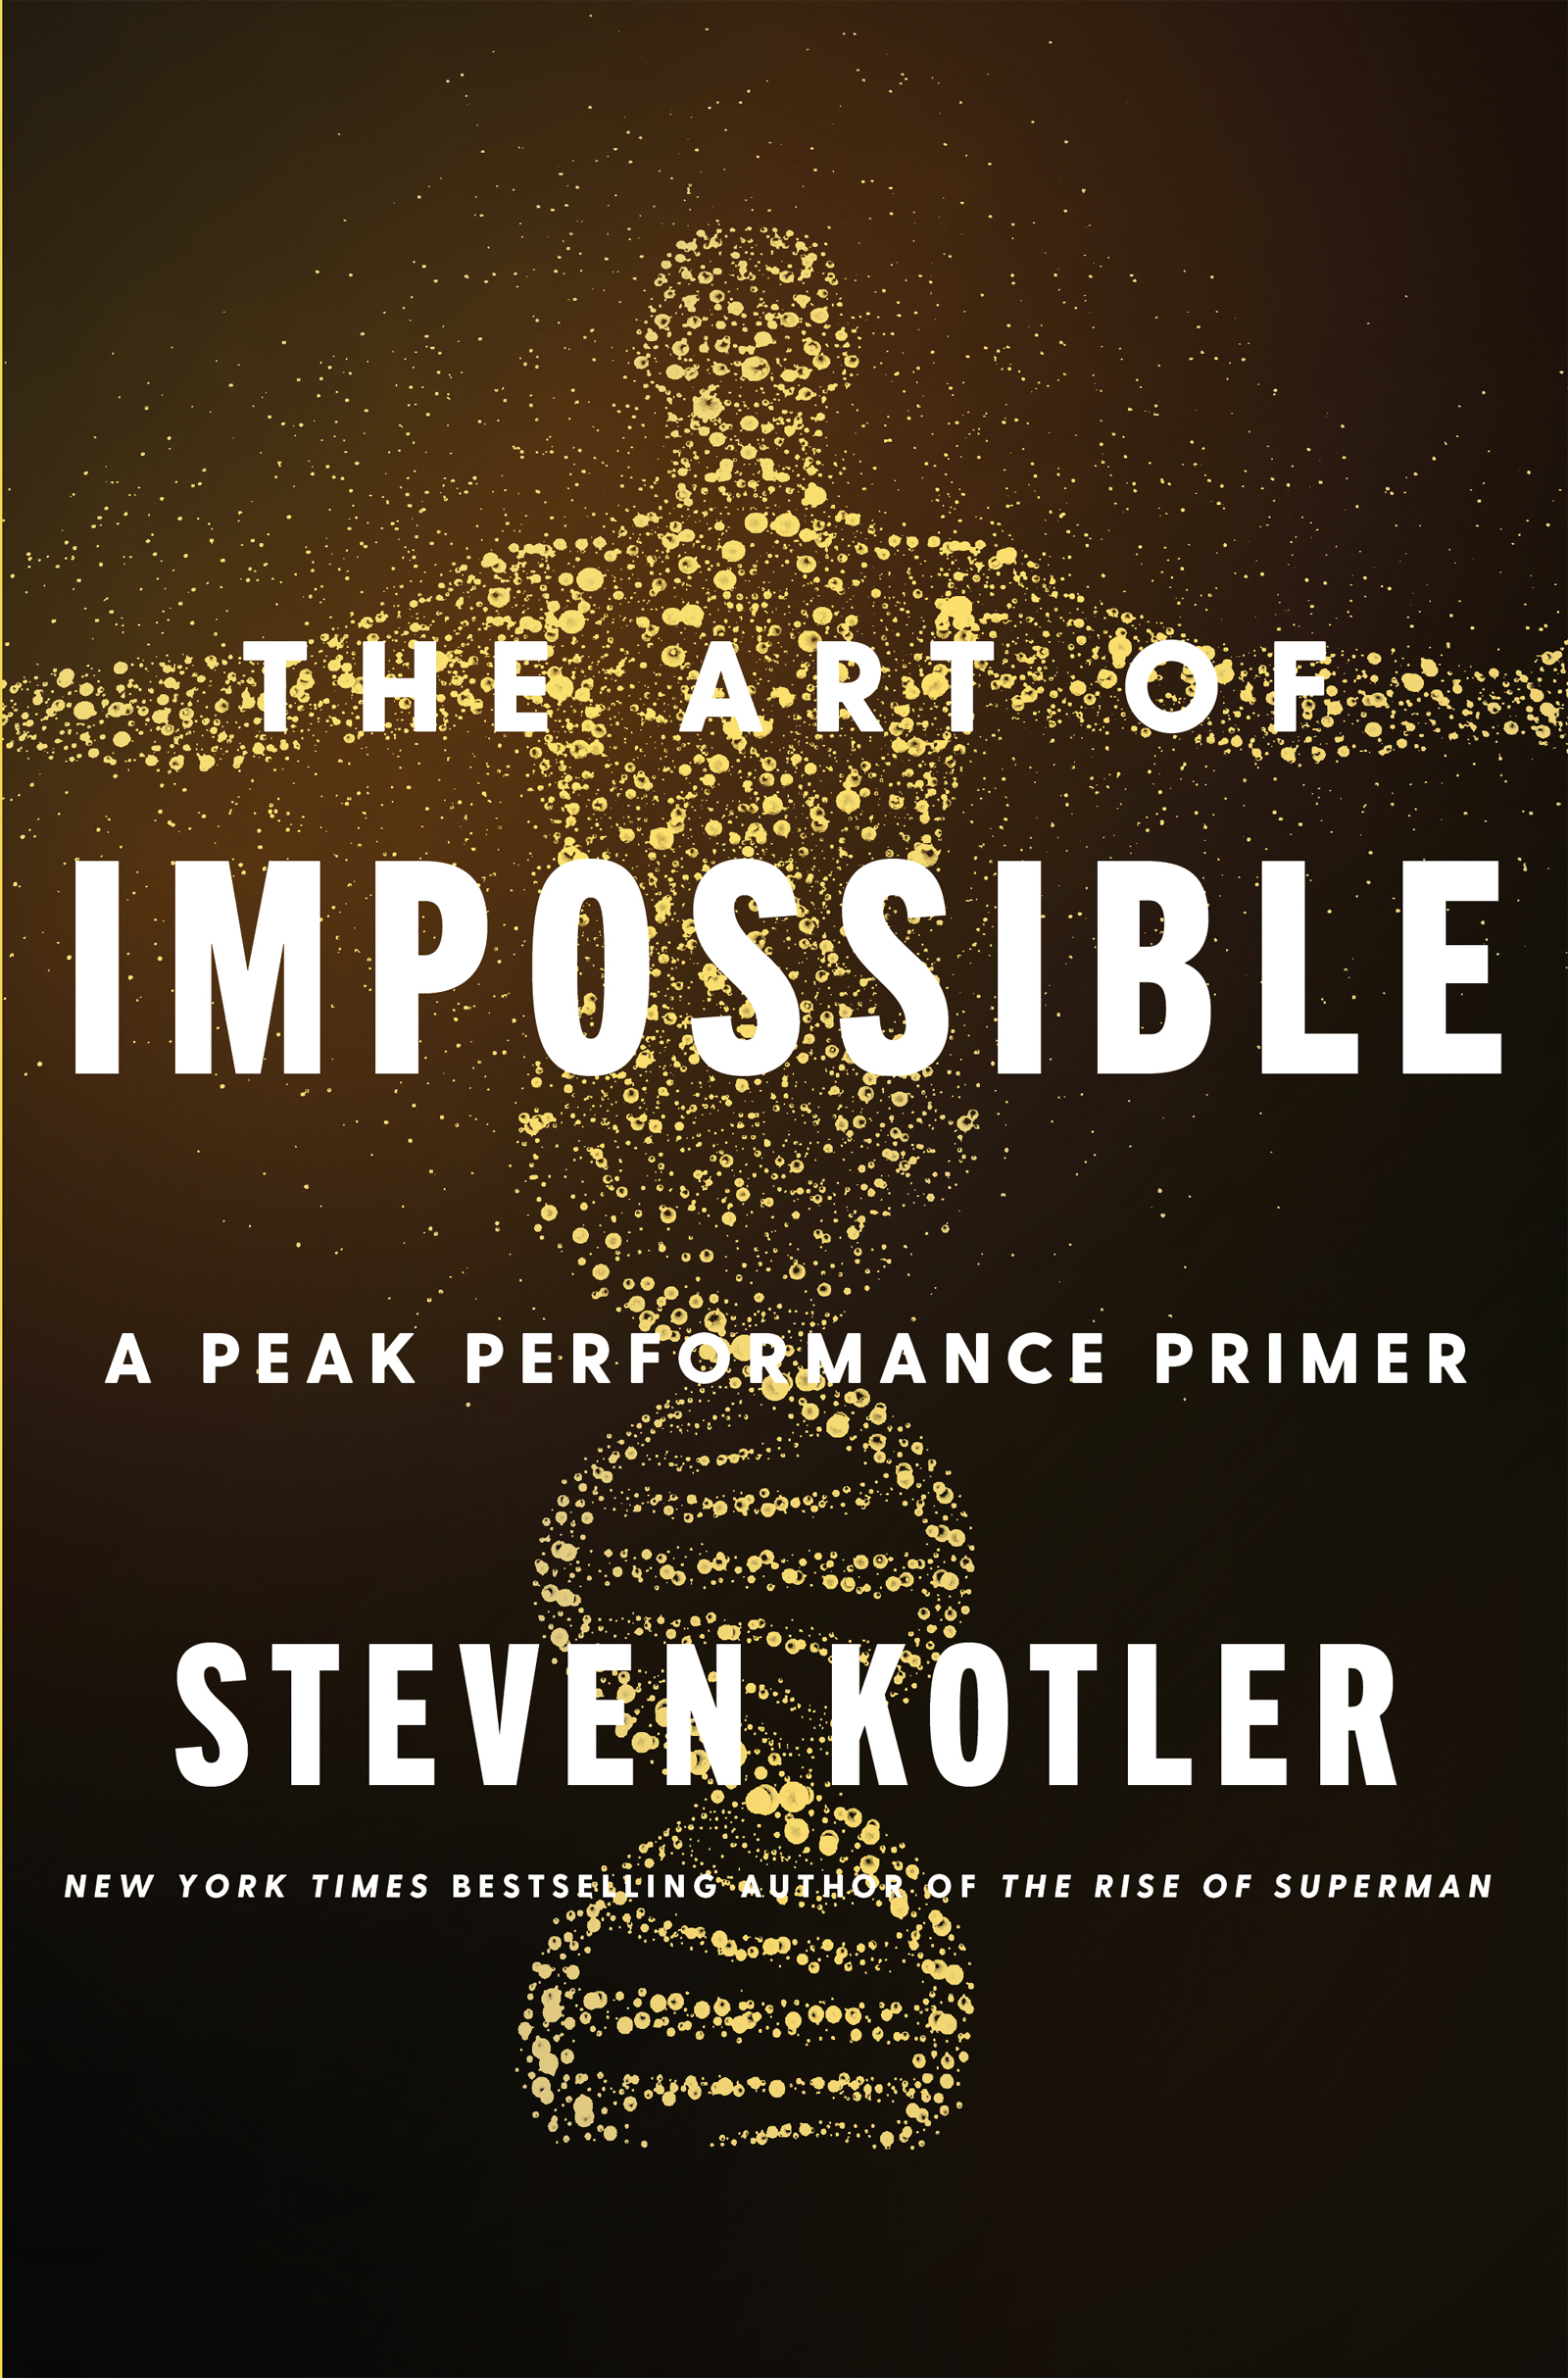 THE ART OF
IMPOSSIBLE
A PEAK PERFORMANCE PRIMER
STEVEN KOTLER
NEW YORK TIMES BESTSELLING AUTHOR OF THE RISE OF SUPERMAN